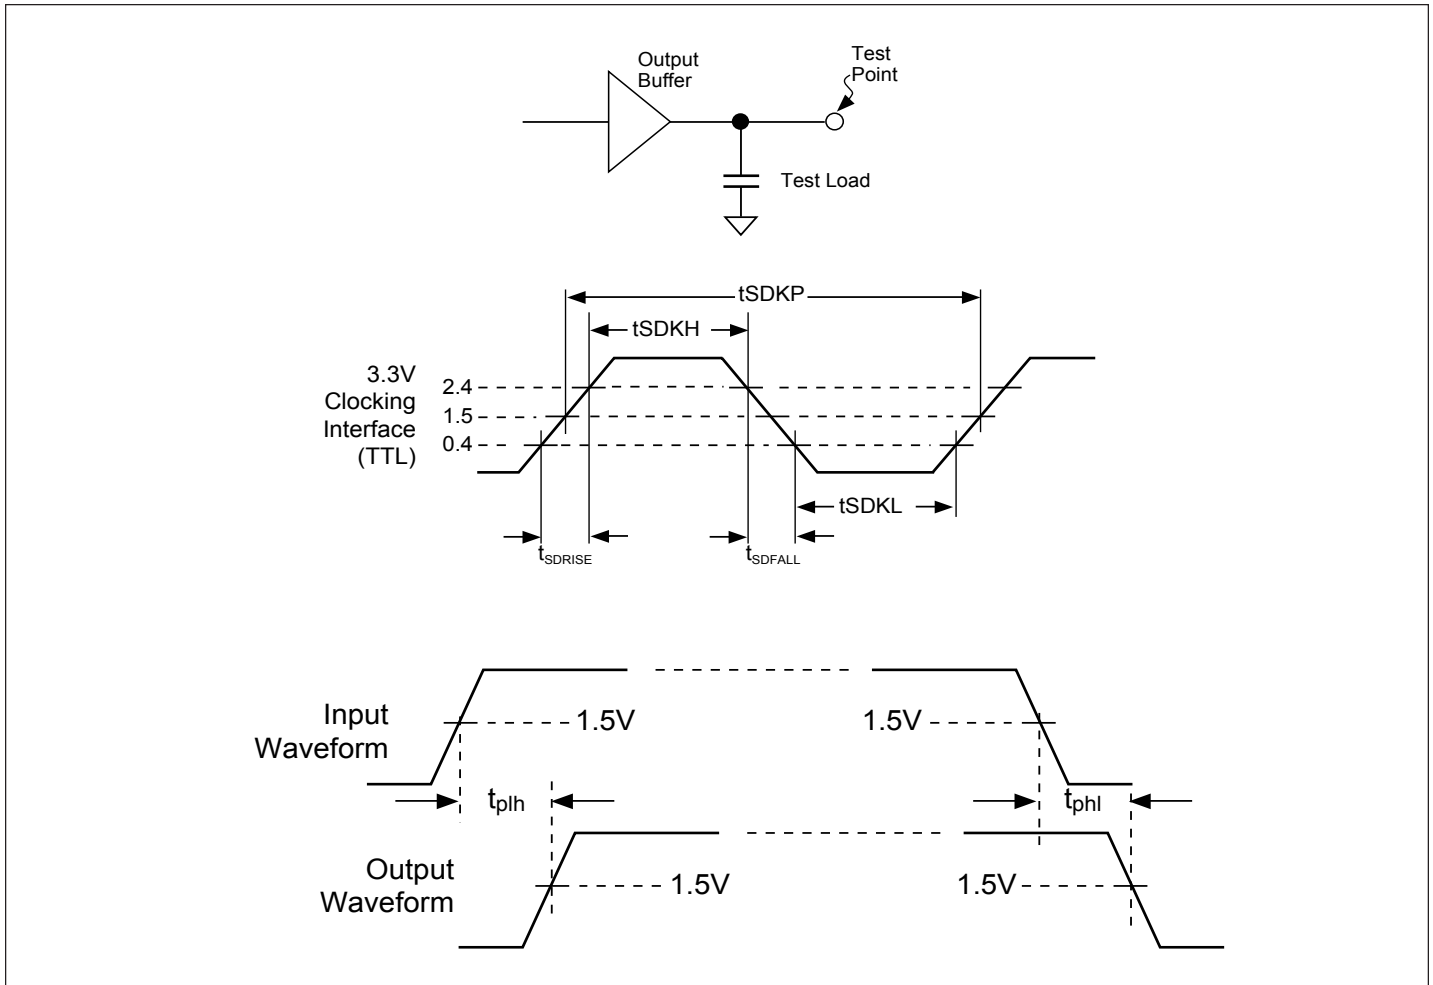 Output
Buffer
Test
Point
Test Load
tSDKP
tSDKH
3.3V
Clocking
Interface
(TTL)
2.4
1.5
0.4
tSDKL
tSDRISE
tSDFALL
Input
Waveform
1.5V
1.5V
tplh
tphl
Output
Waveform
1.5V
1.5V